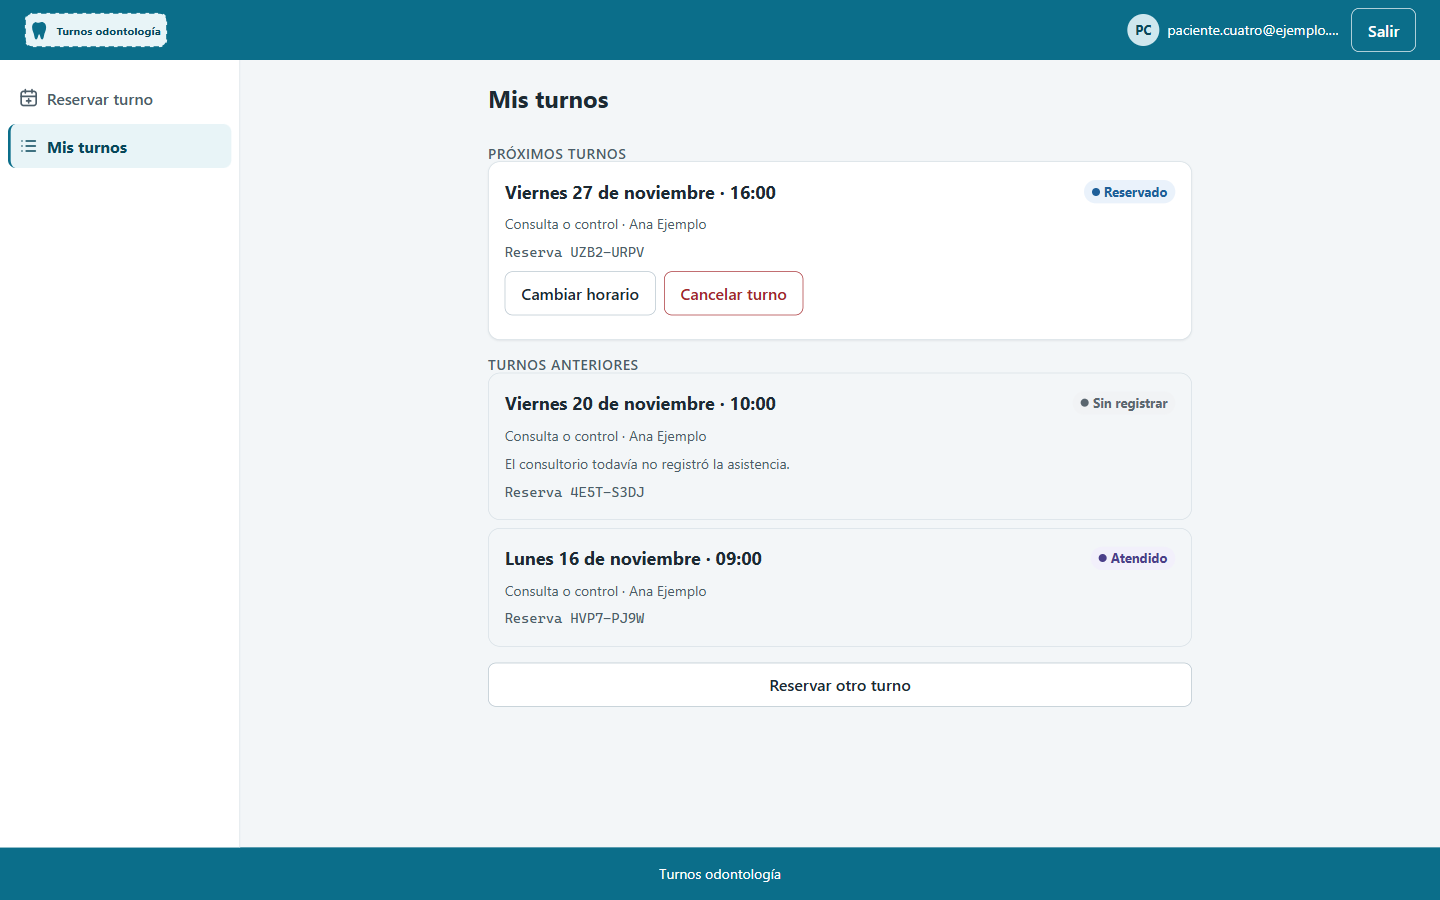 Turnos odontología
PC
paciente.cuatro@ejemplo....
Salir
Reservar turno
Mis turnos
Mis turnos
PRÓXIMOS TURNOS
Viernes 27 de noviembre · 16:00
Reservado
Consulta o control · Ana Ejemplo
Reserva UZB2-URPV
Cambiar horario
Cancelar turno
TURNOS ANTERIORES
Viernes 20 de noviembre · 10:00
Sin registrar
Consulta o control · Ana Ejemplo
El consultorio todavía no registró la asistencia.
Reserva 4E5T-S3DJ
Lunes 16 de noviembre · 09:00
Atendido
Consulta o control · Ana Ejemplo
Reserva HVP7-PJ9W
Reservar otro turno
Turnos odontología